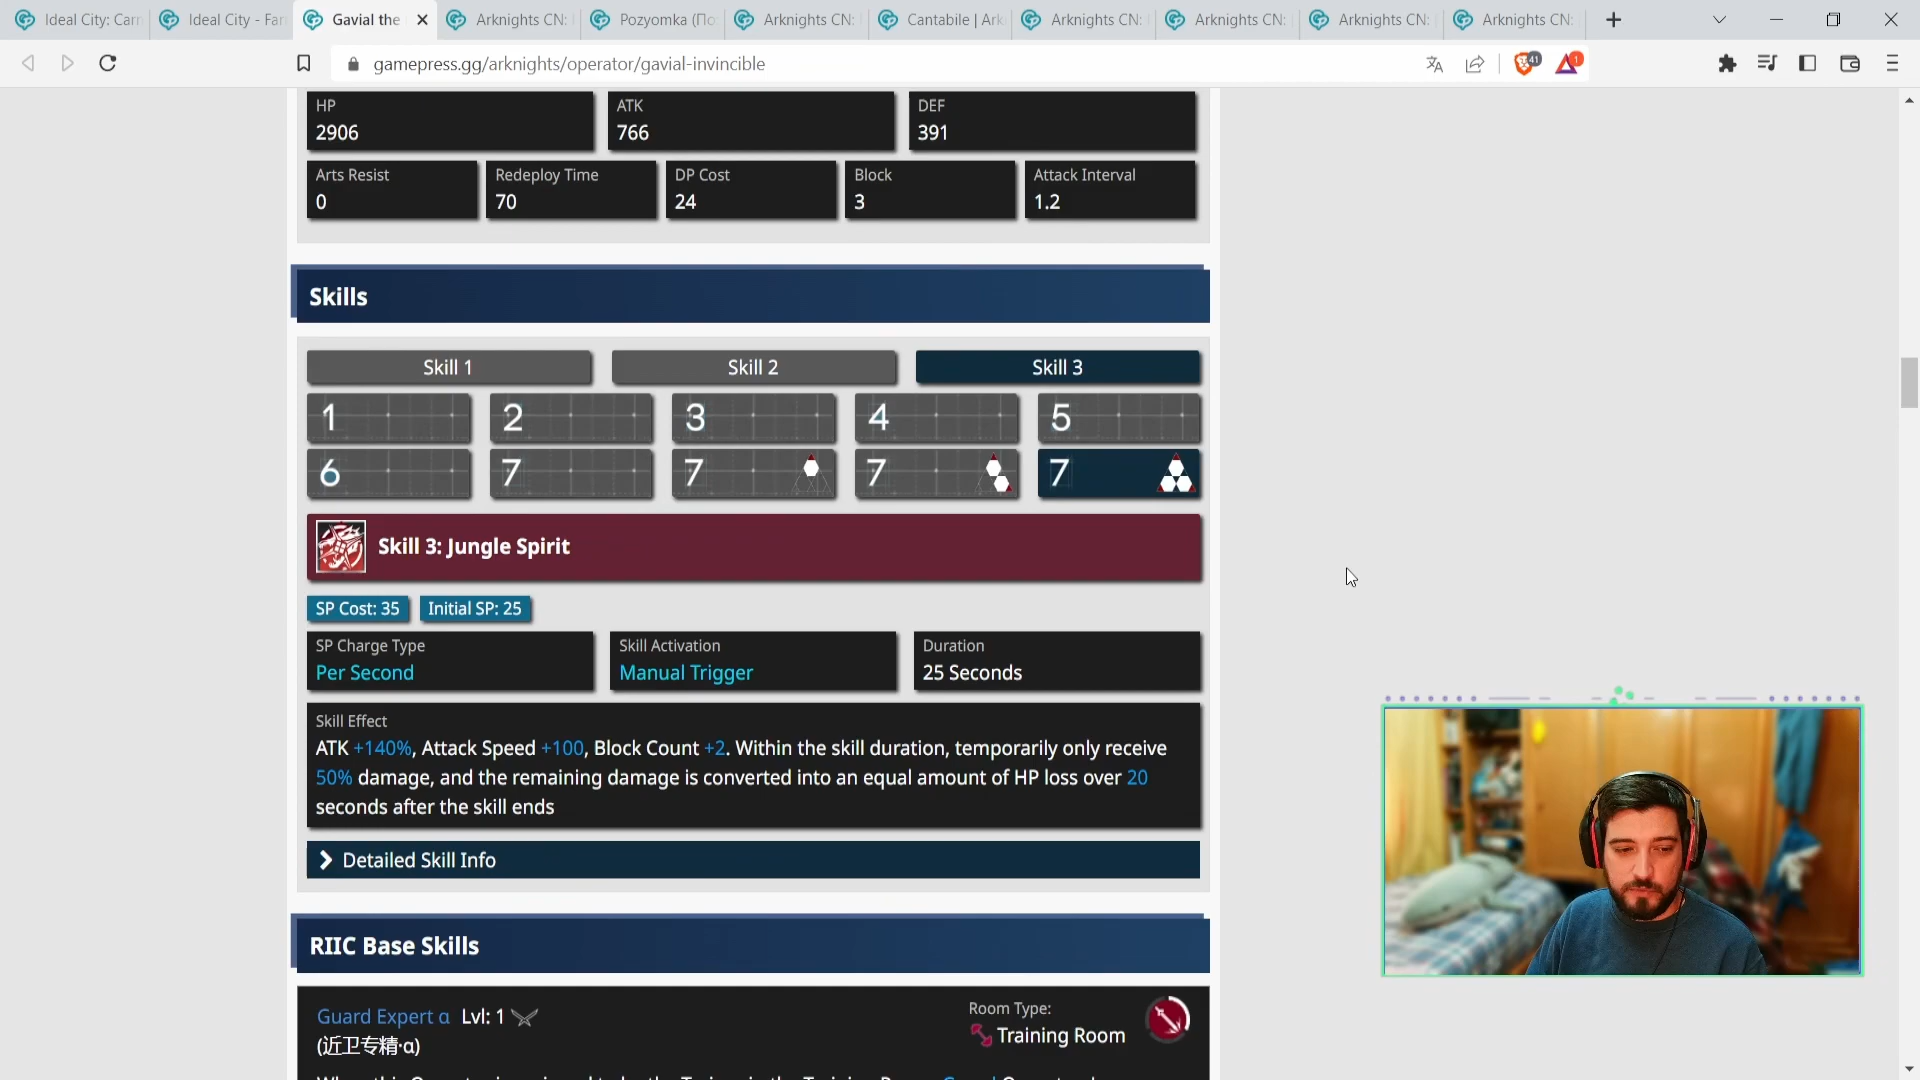 Ideal City: Carn
Ideal City - Far
Gavial the
Arknights CN:
Pozyomka (По
Arknights CN:
Cantabile | Ark
Arknights CN:
Arknights CN:
Arknights CN:
Arknights CN:
gamepress.gg/arknights/operator/gavial-invincible
41
1
HP
2906
ATK
766
DEF
391
Arts Resist
0
Redeploy Time
70
DP Cost
24
Block
3
Attack Interval
1.2
Skills
Skill 1
Skill 2
Skill 3
1
2
3
4
5
6
7
7
7
7
Skill 3: Jungle Spirit
SP Cost: 35
Initial SP: 25
SP Charge Type
Per Second
Skill Activation
Manual Trigger
Duration
25 Seconds
Skill Effect
ATK +140%, Attack Speed +100, Block Count +2. Within the skill duration, temporarily only receive
50% damage, and the remaining damage is converted into an equal amount of HP loss over 20
seconds after the skill ends
Detailed Skill Info
RIIC Base Skills
Guard Expert α Lvl: 1
(近卫专精·α)
Room Type:
Training Room